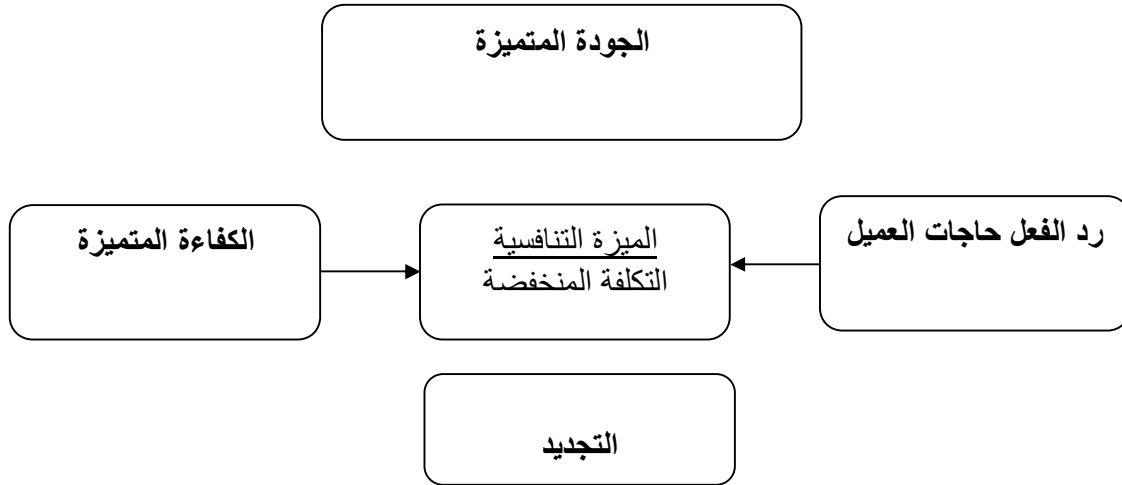 الجودة المتميزة
رد الفعل حاجات العميل
الميزة التنافسية
التكلفة المنخفضة
الكفاءة المتميزة
التجديد